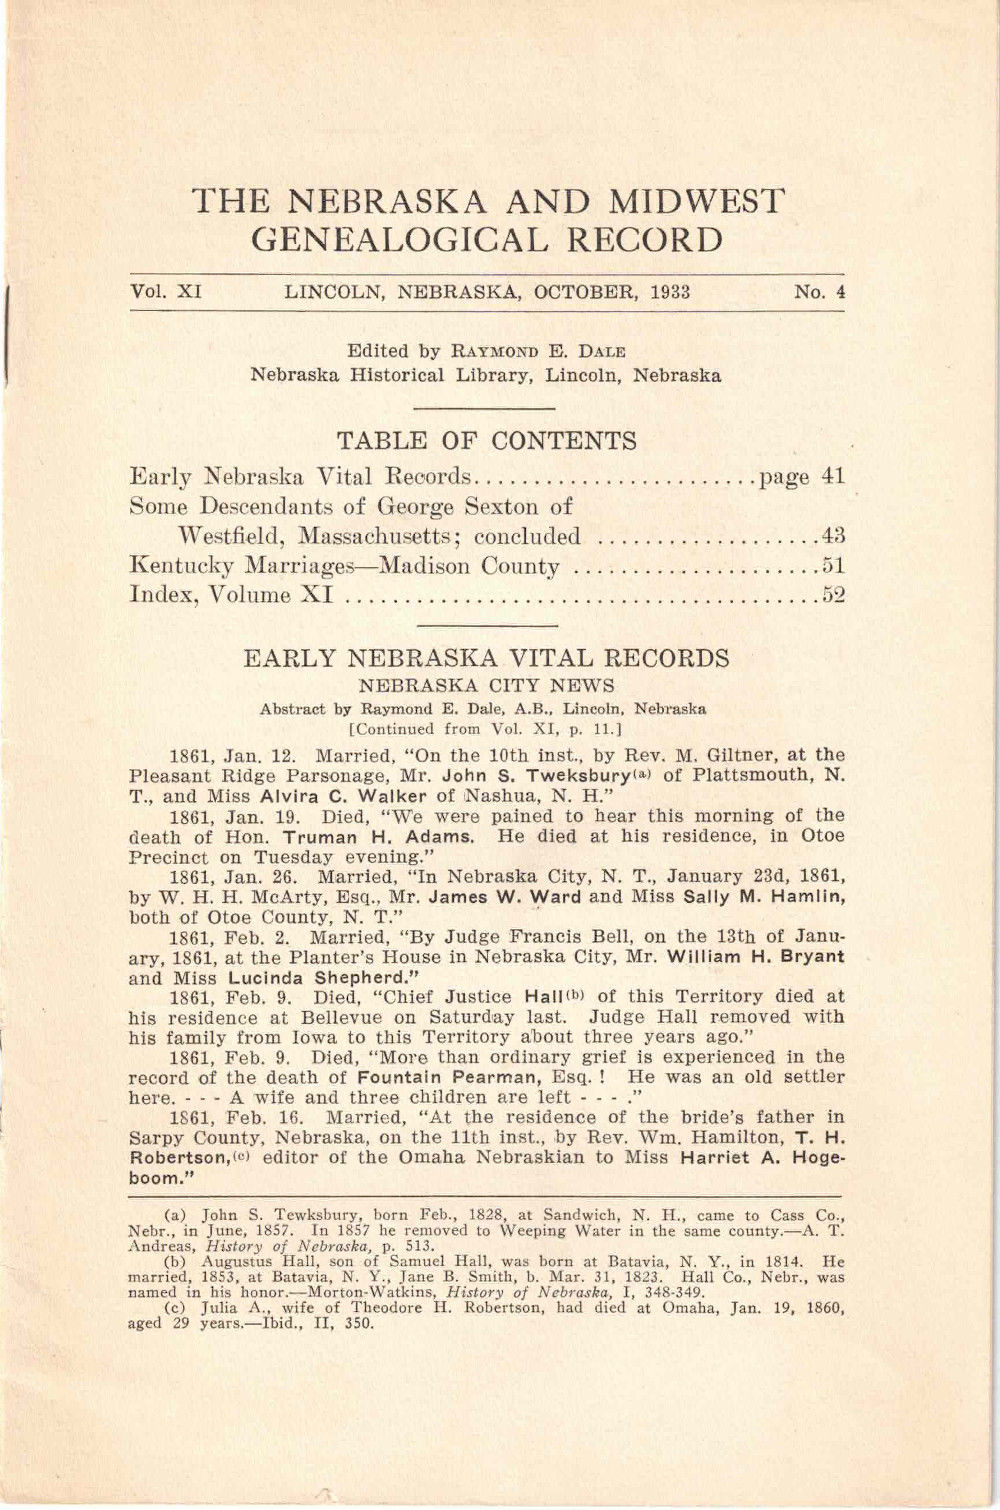 THE NEBRASKA AND MIDWEST
GENEALOGICAL RECORD
Vol. XI LINCOLN, NEBRASKA, OCTOBER, 1933 No. 4
Edited by RAYMOND E. DALE
Nebraska Historical Library, Lincoln, Nebraska
TABLE OF CONTENTS
Early Nebraska Vital Records........................page 41
Some Descendants of George Sexton of
Westfield, Massachusetts; concluded ...................43
Kentucky Marriages—Madison County .....................51
Index, Volume XI ........................................52
EARLY NEBRASKA VITAL RECORDS
NEBRASKA CITY NEWS
Abstract by Raymond E. Dale, A.B., Lincoln, Nebraska
[Continued from Vol. XI, p. 11.]
1861, Jan. 12. Married, “On the 10th inst., by Rev. M. Giltner, at the
Pleasant Ridge Parsonage, Mr. John S. Tweksbury(a) of Plattsmouth, N.
T., and Miss Alvira C. Walker of Nashua, N. H.”
1861, Jan. 19. Died, “We were pained to hear this morning of the
death of Hon. Truman H. Adams. He died at his residence, in Otoe
Precinct on Tuesday evening.”
1861, Jan. 26. Married, “In Nebraska City, N. T., January 23d, 1861,
by W. H. H. McArty, Esq., Mr. James W. Ward and Miss Sally M. Hamlin,
both of Otoe County, N. T.”
1861, Feb. 2. Married, “By Judge Francis Bell, on the 13th of Janu-
ary, 1861, at the Planter's House in Nebraska City, Mr. William H. Bryant
and Miss Lucinda Shepherd.”
1861, Feb. 9. Died, “Chief Justice Hall(b) of this Territory died at
his residence at Bellevue on Saturday last. Judge Hall removed with
his family from Iowa to this Territory about three years ago.”
1861, Feb. 9. Died, “More than ordinary grief is experienced in the
record of the death of Fountain Pearman, Esq. ! He was an old settler
here. - - - A wife and three children are left - - - .”
1861, Feb. 16. Married, “At the residence of the bride's father in
Sarpy County, Nebraska, on the 11th inst., by Rev. Wm. Hamilton, T. H.
Robertson,(c) editor of the Omaha Nebraskian to Miss Harriet A. Hoge-
boom.”
(a) John S. Tewksbury, born Feb., 1828, at Sandwich, N. H., came to Cass Co.,
Nebr., in June, 1857. In 1857 he removed to Weeping Water in the same county.—A. T.
Andreas, History of Nebraska, p. 513.
(b) Augustus Hall, son of Samuel Hall, was born at Batavia, N. Y., in 1814. He
married, 1853, at Batavia, N. Y., Jane B. Smith, b. Mar. 31, 1823. Hall Co., Nebr., was
named in his honor.—Morton-Watkins, History of Nebraska, I, 348-349.
(c) Julia A., wife of Theodore H. Robertson, had died at Omaha, Jan. 19, 1860,
aged 29 years.—Ibid., II, 350.